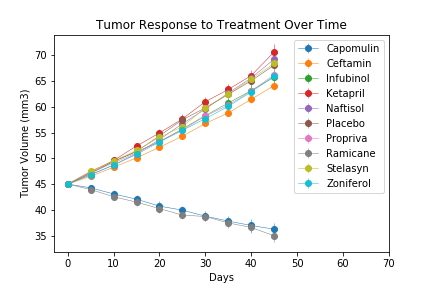 Tumor Response to Treatment Over Time
Tumor Volume (mm3)
70
65
60
55
50
45
40
35
0
10
20
30
40
50
60
70
Days
Capomulin
Ceftamin
Infubinol
Ketapril
Naftisol
Placebo
Propriva
Ramicane
Stelasyn
Zoniferol